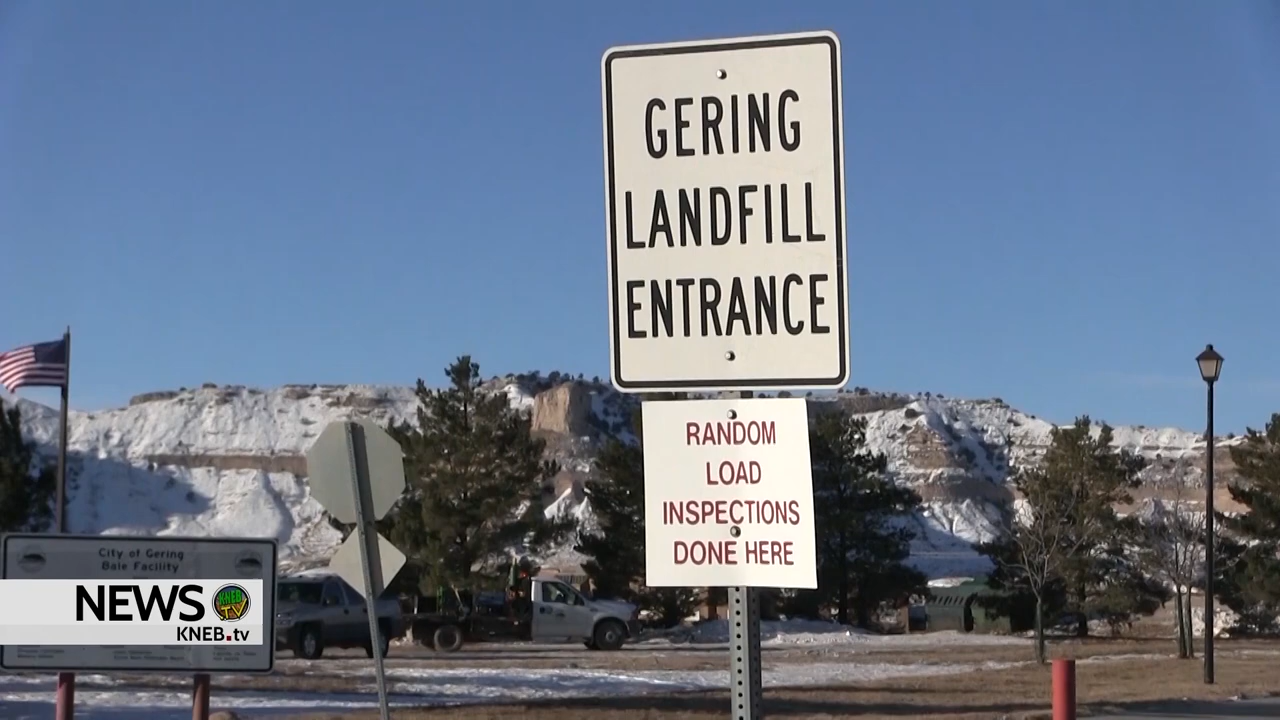 GERING
LANDFILL
ENTRANCE
RANDOM
LOAD
INSPECTIONS
DONE HERE
City of Gering
Bale Facility
NEWS
KNEB
TV
KNEB.tv